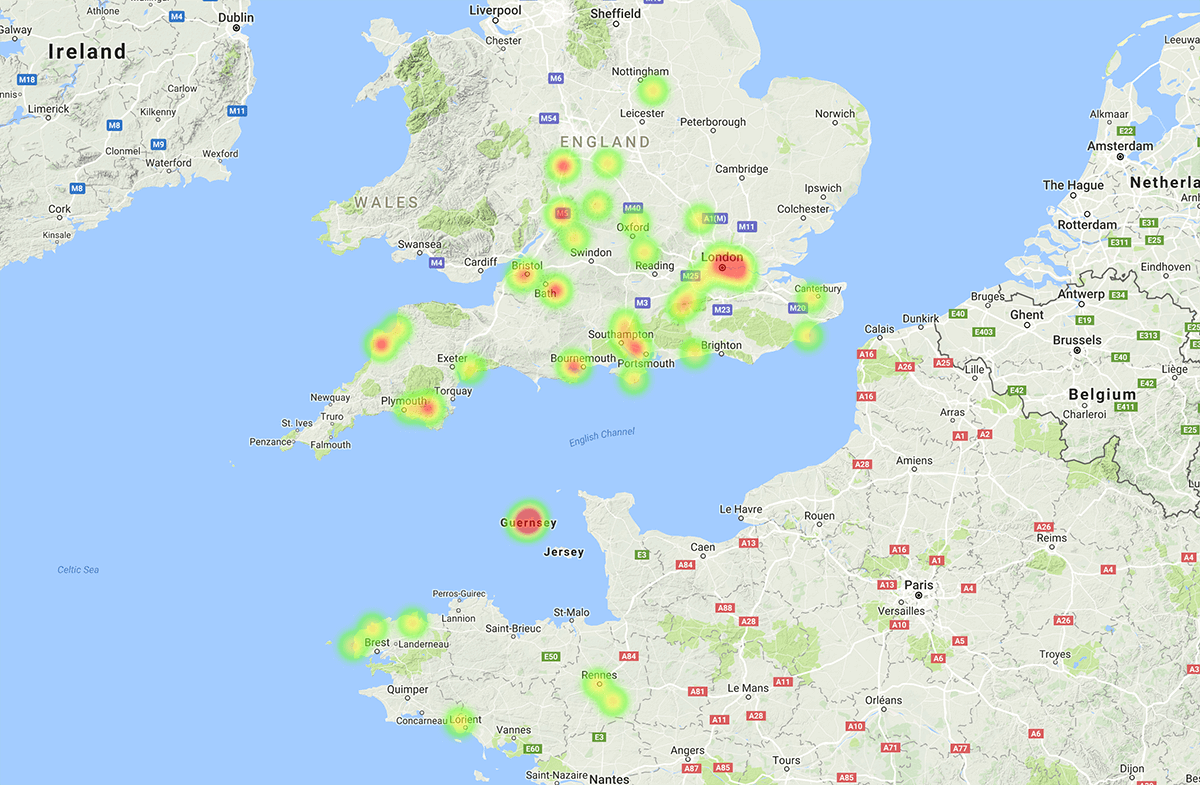 Athlone
M4
Dublin
Liverpool
Sheffield
Galway
Ireland
Chester
Leeuwa
M18
M6
Nottingham
nnis
Carlow
Limerick
Kilkenny
M11
M54
Leicester
Peterborough
Norwich
Alkmaar
M8
E22
ENGLAND
Clonmel
M9
Wexford
Amsterdam
Waterford
Cambridge
M8
The Hague
Netherla
Ipswich
Arnh
WALES
M5
M40
Colchester
Cork
A1(M)
Rotterdam
E31
Kinsale
Oxford
M11
E311
E25
Swansea
Swindon
London
M4
Cardiff
Bristol
Reading
M25
Eindhoven
Bath
Canterbury
Bruges
Antwerp
E34
M3
M23
M20
Ghent
E19
Dunkirk
E40
Calais
E403
E313
Southampton
Brussels
Brighton
A16
E40
Exeter
Bournemouth
Portsmouth
A25
A26
Lille
Liège
E42
E42
Torquay
Belgium
Newquay
Plymouth
A16
E411
Charleroi
St. Ives
Truro
Arras
E25
Penzance
Falmouth
English Channel
A1
A2
A28
Amiens
Le Havre
Rouen
Guernsey
A26
Reims
Jersey
E3
Caen
A13
A16
A1
A4
A84
Celtic Sea
A4
A13
Paris
A4
Perros-Guirec
Versailles
A88
St-Malo
Lannion
A28
A10
A26
Saint-Brieuc
Brest
Landerneau
A5
E50
A84
A6
Troyes
Rennes
A11
Quimper
A81
Le Mans
Orléans
Concarneau
Lorient
A11
A28
A10
Vannes
A6
E3
E60
A71
A77
Angers
Tours
Dijon
A87
A85
A85
Saint-Nazaire
Nantes